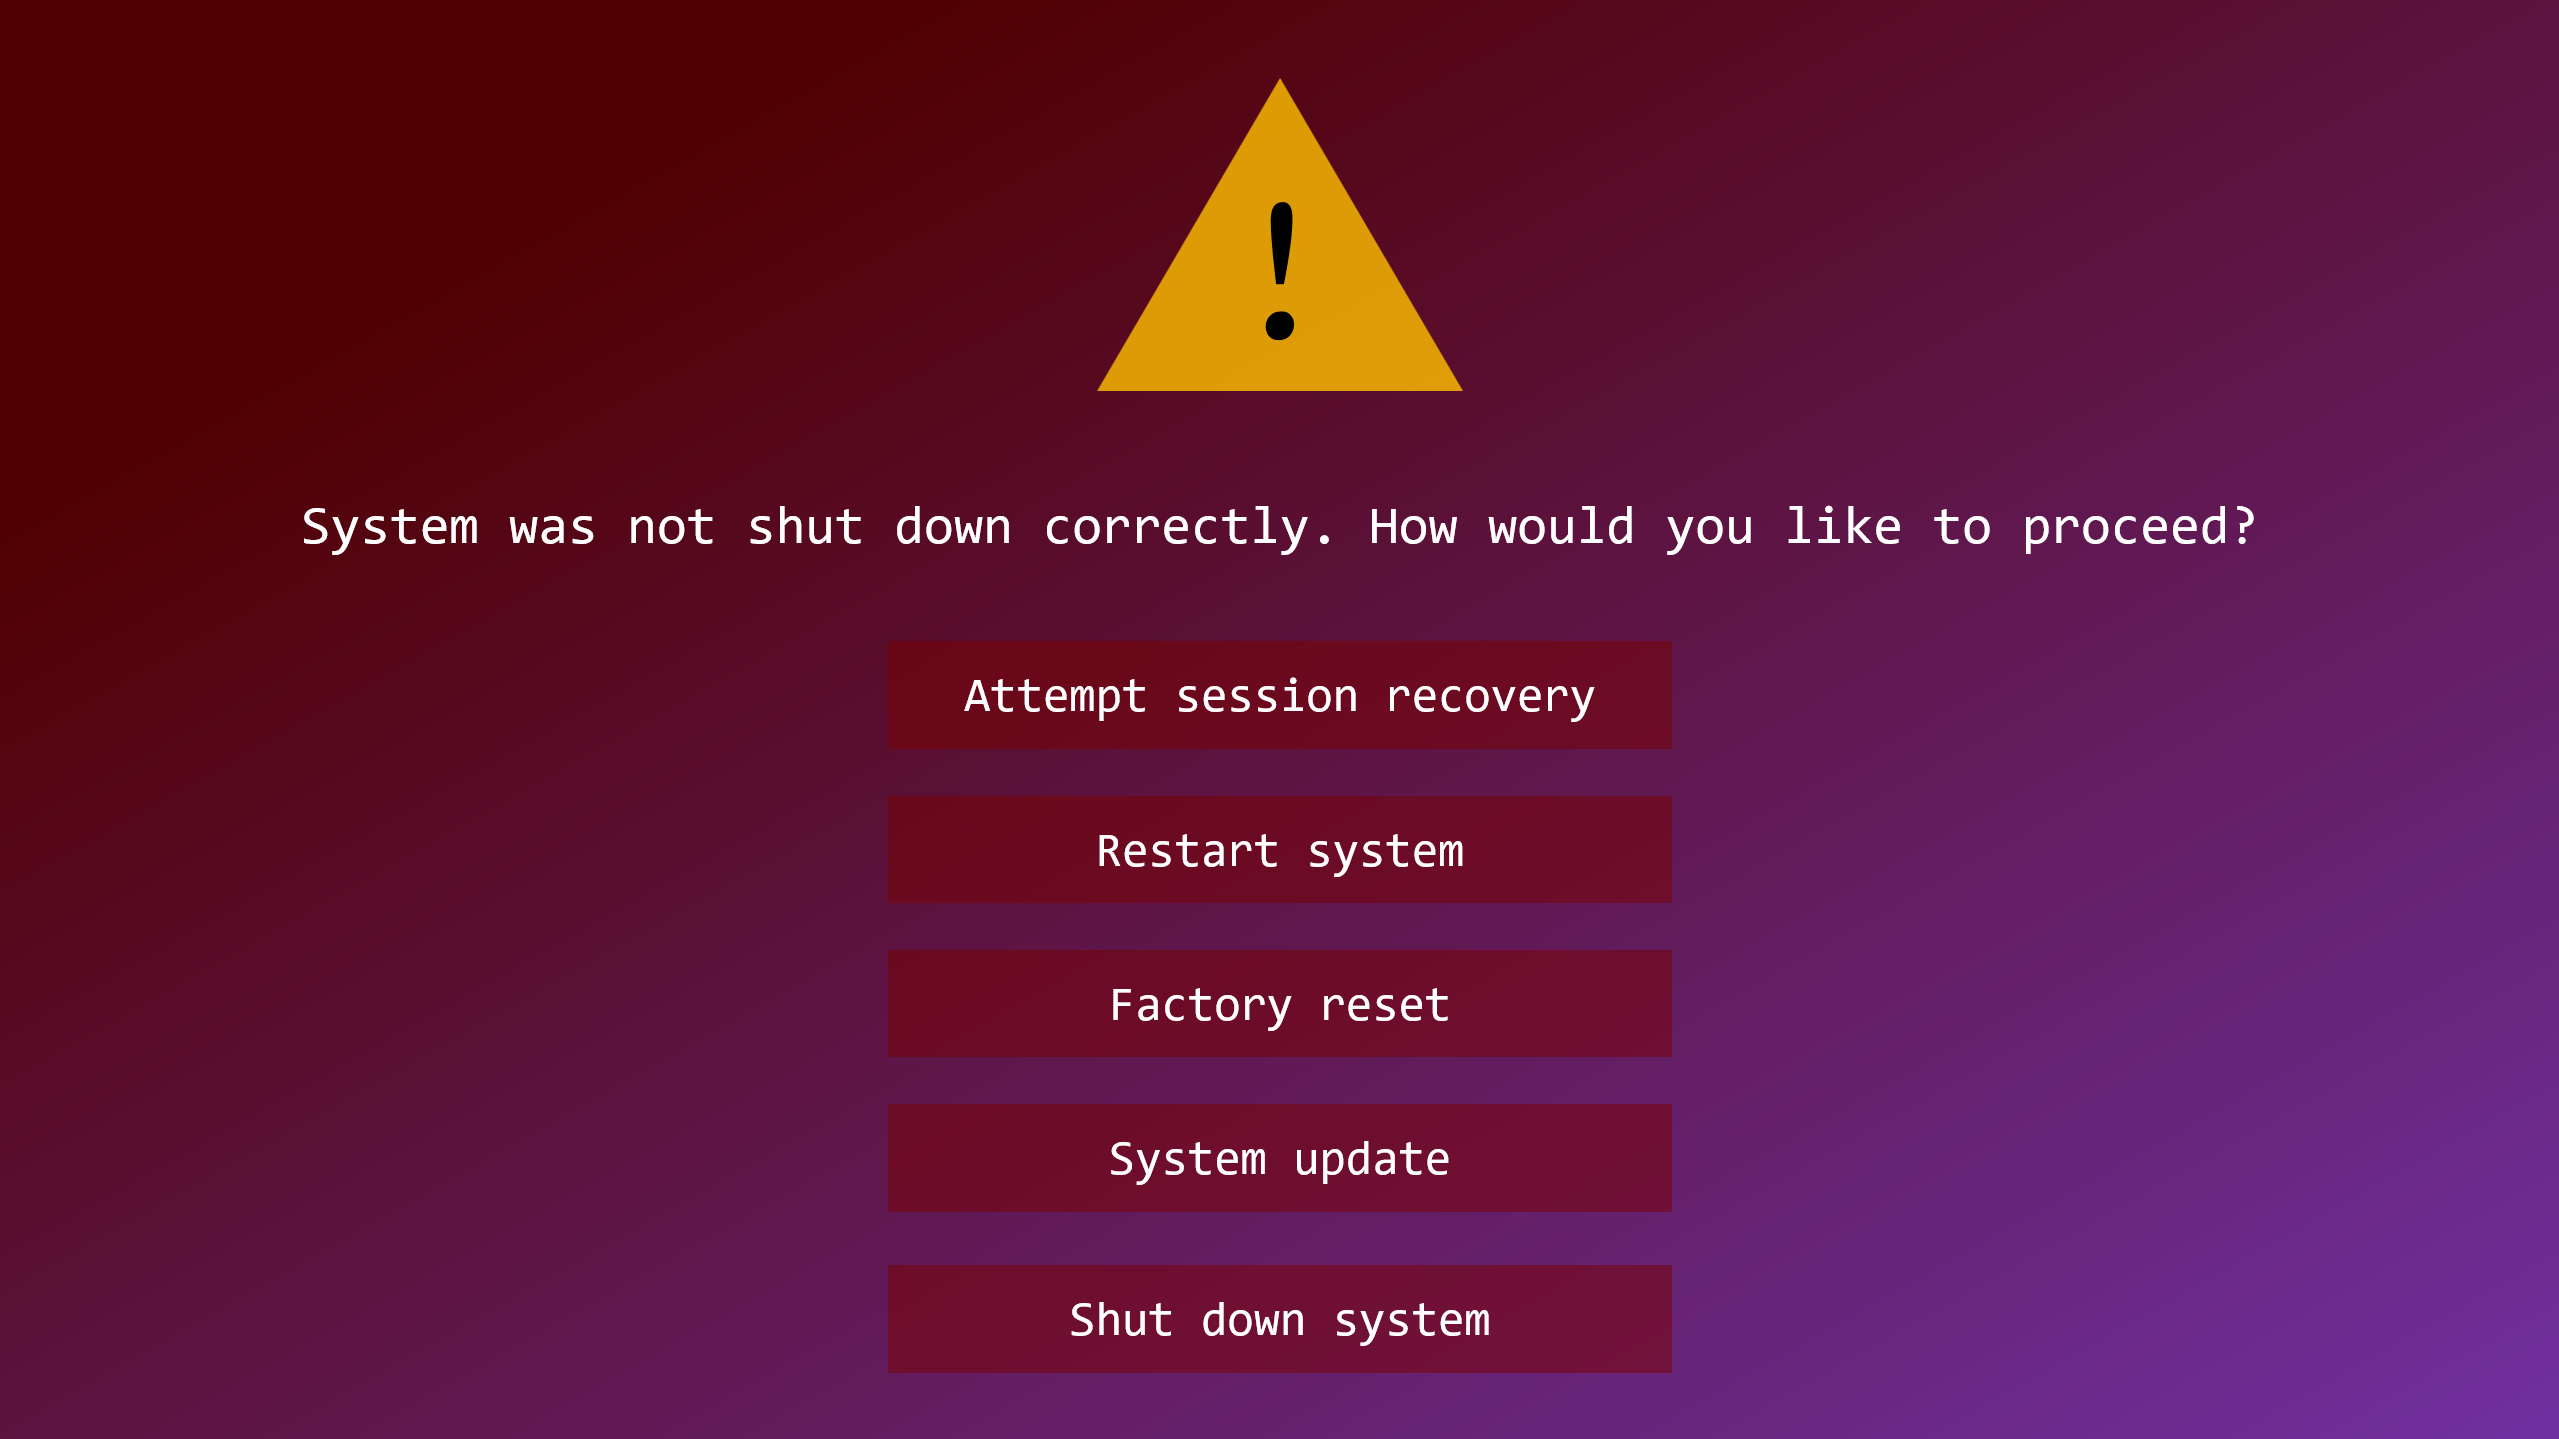 !
System was not shut down correctly. How would you like to proceed?
Attempt session recovery
Restart system
Factory reset
System update
Shut down system